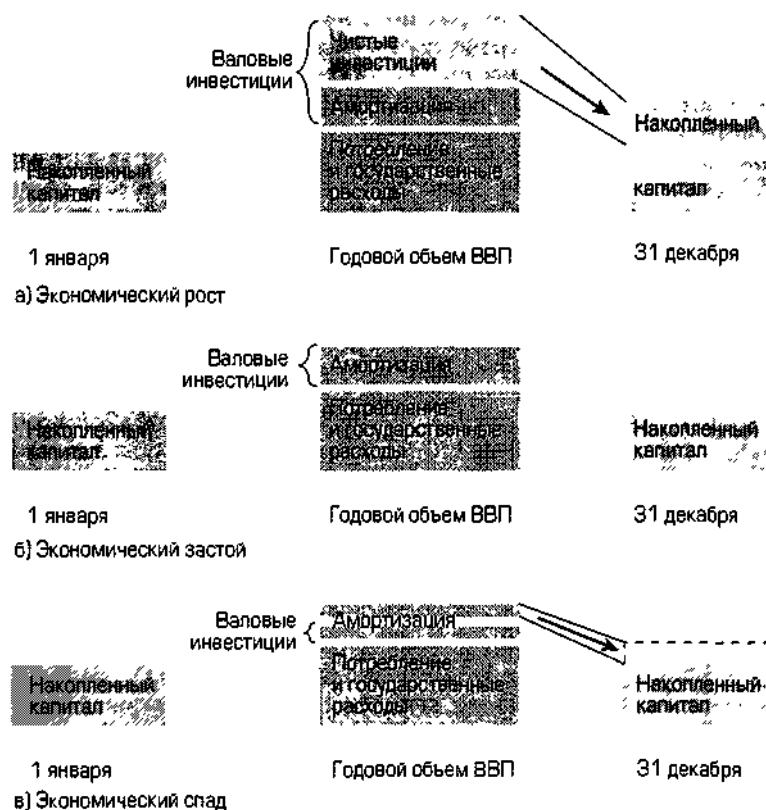 Валовые
инвестиции
Чистые
инвестиции
Амортизация
Потребление
и государственные
расходы
Накопленный
капитал
Накопленный
капитал
1 января
Годовой объем ВВП
31 декабря
а) Экономический рост
Валовые
инвестиции
Амортизация
Накопленный
капитал
Потребление
и государственные
расходы
Накопленный
капитал
1 января
Годовой объем ВВП
31 декабря
б) Экономический застой
Валовые
инвестиции
Амортизация
Накопленный
капитал
Потребление
и государственные
расходы
Накопленный
капитал
1 января
Годовой объем ВВП
31 декабря
в) Экономический спад